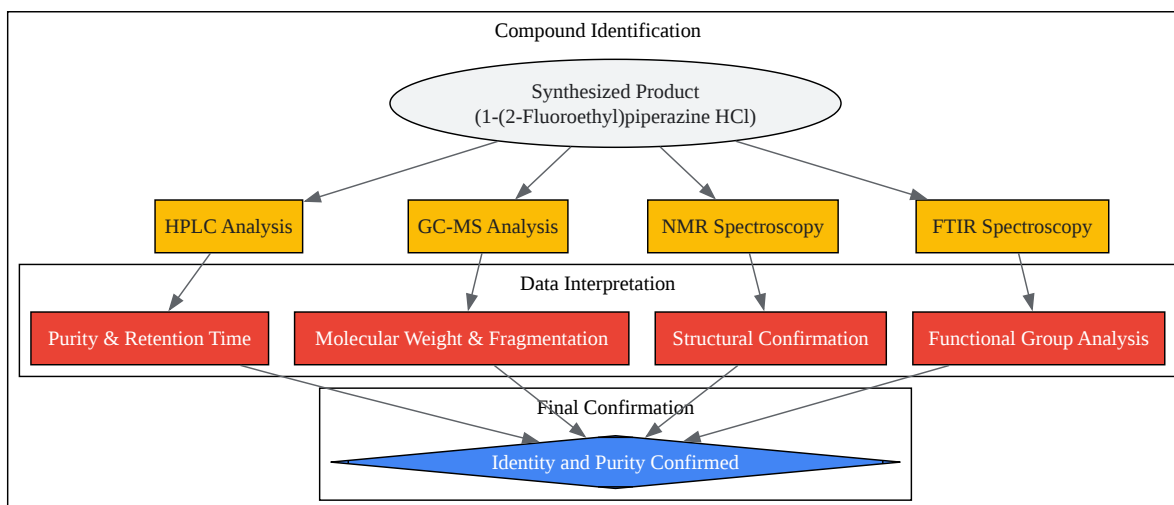 Compound Identification
Synthesized Product
(1-(2-Fluoroethyl)piperazine HCl)
HPLC Analysis
GC-MS Analysis
NMR Spectroscopy
FTIR Spectroscopy
Data Interpretation
Purity & Retention Time
Molecular Weight & Fragmentation
Structural Confirmation
Functional Group Analysis
Final Confirmation
Identity and Purity Confirmed